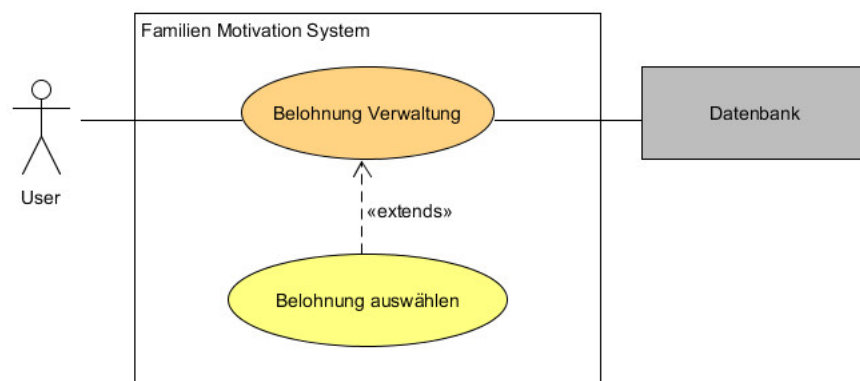 Familien Motivation System
Belohnung Verwaltung
Datenbank
User
«extends»
Belohnung auswählen